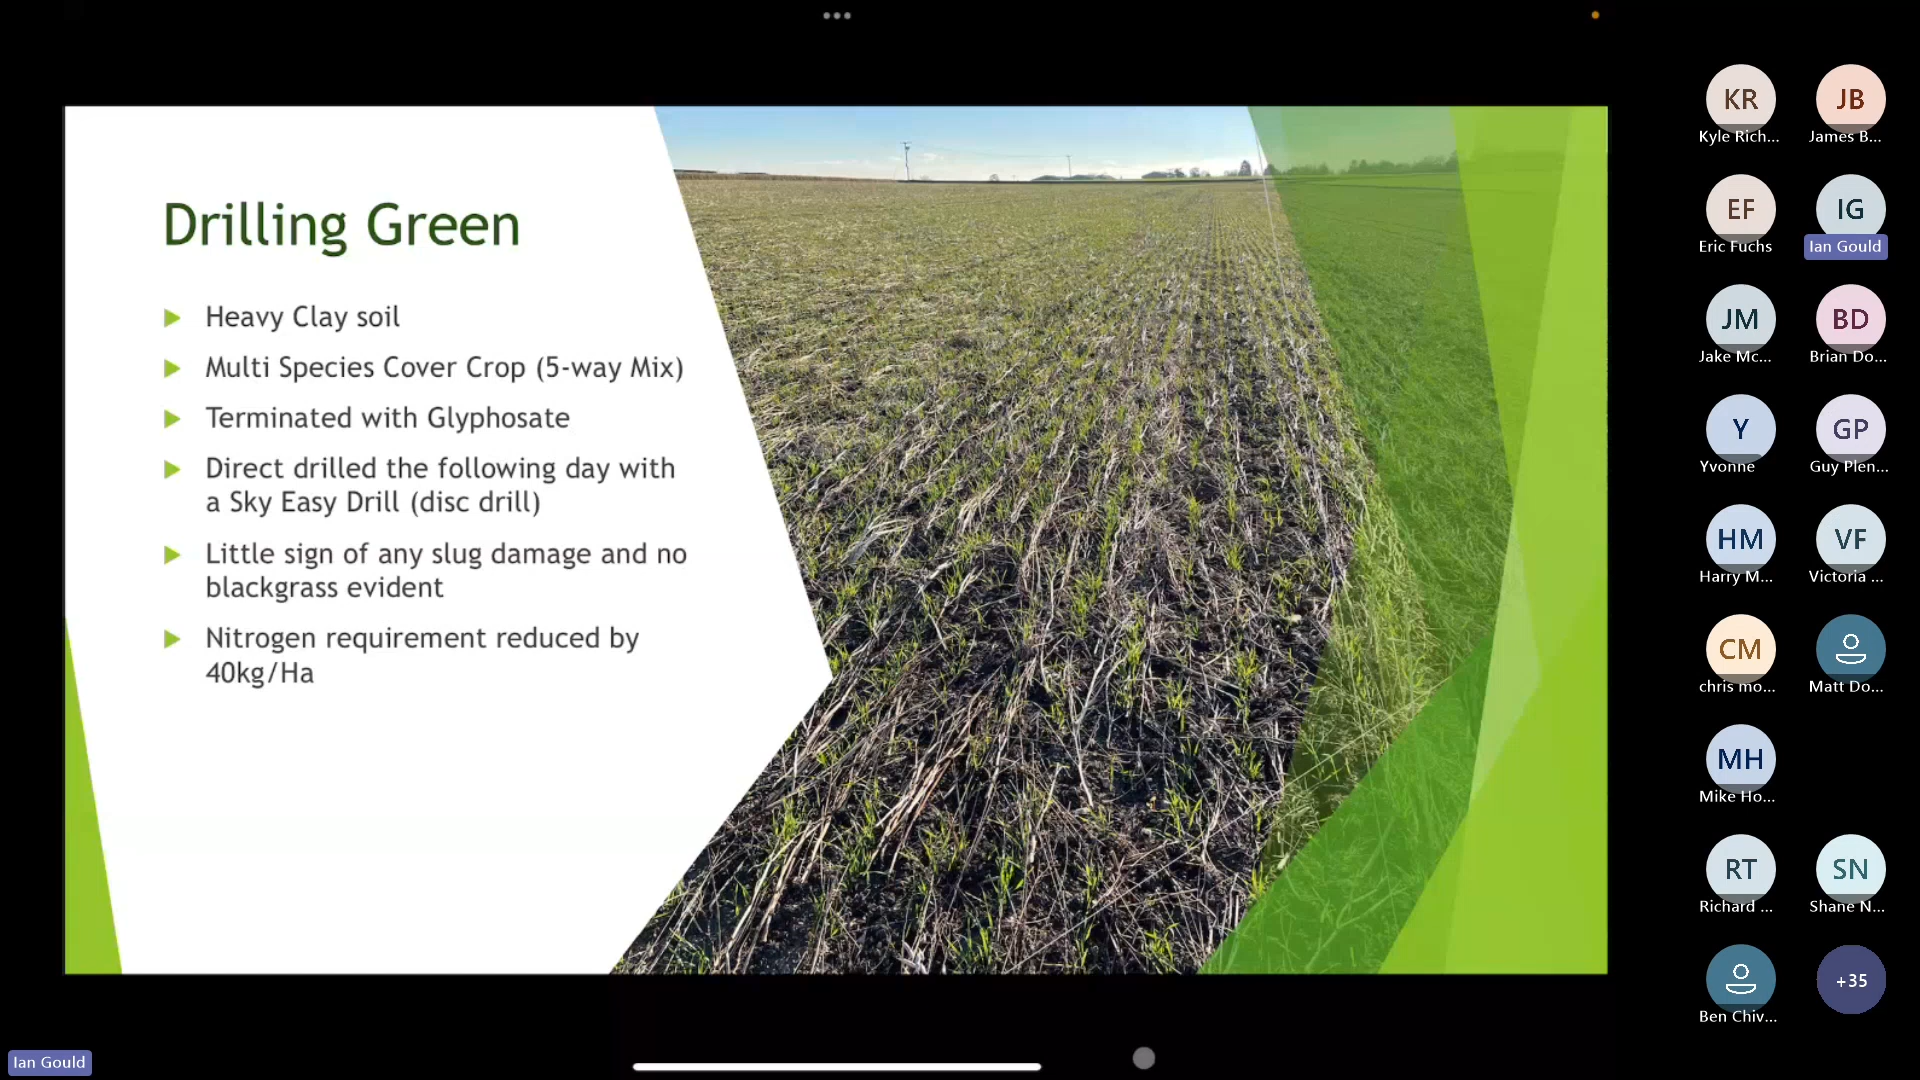 Drilling Green
Heavy Clay soil
Multi Species Cover Crop (5-way Mix)
Terminated with Glyphosate
Direct drilled the following day with
a Sky Easy Drill (disc drill)
Little sign of any slug damage and no
blackgrass evident
Nitrogen requirement reduced by
40kg/Ha
KR
Kyle Rich...
JB
James B...
EF
Eric Fuchs
IG
Ian Gould
JM
Jake Mc...
BD
Brian Do...
Y
Yvonne
GP
Guy Plen...
HM
Harry M...
VF
Victoria ...
CM
chris mo...
Matt Do...
MH
Mike Ho...
RT
Richard ...
SN
Shane N...
Ben Chiv...
+35
Ian Gould